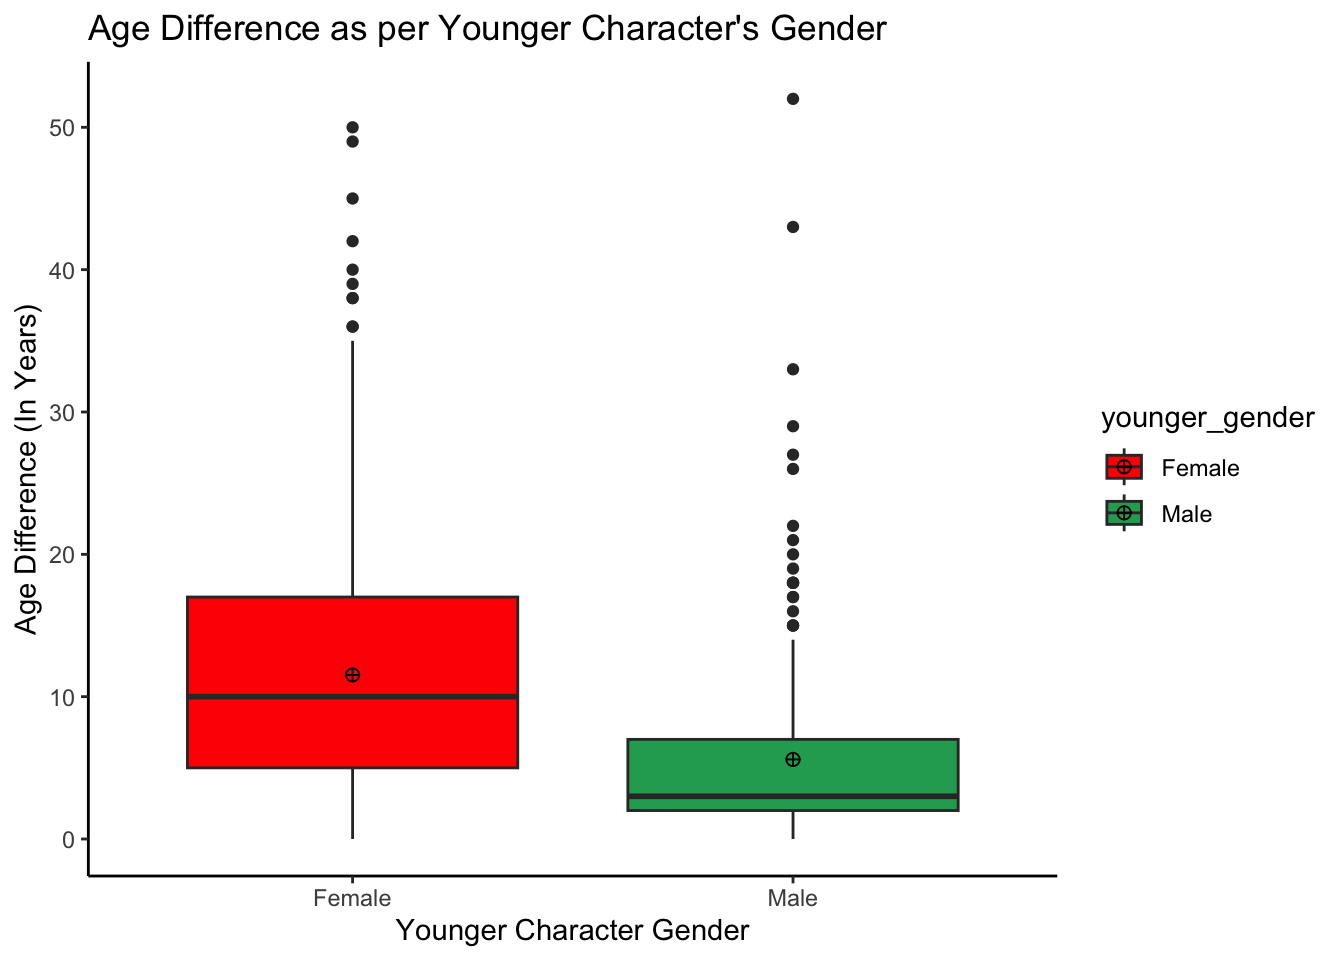 Age Difference as per Younger Character's Gender
Age Difference (In Years)
50
40
30
20
10
0
Female
Male
Younger Character Gender
younger_gender
Female
Male